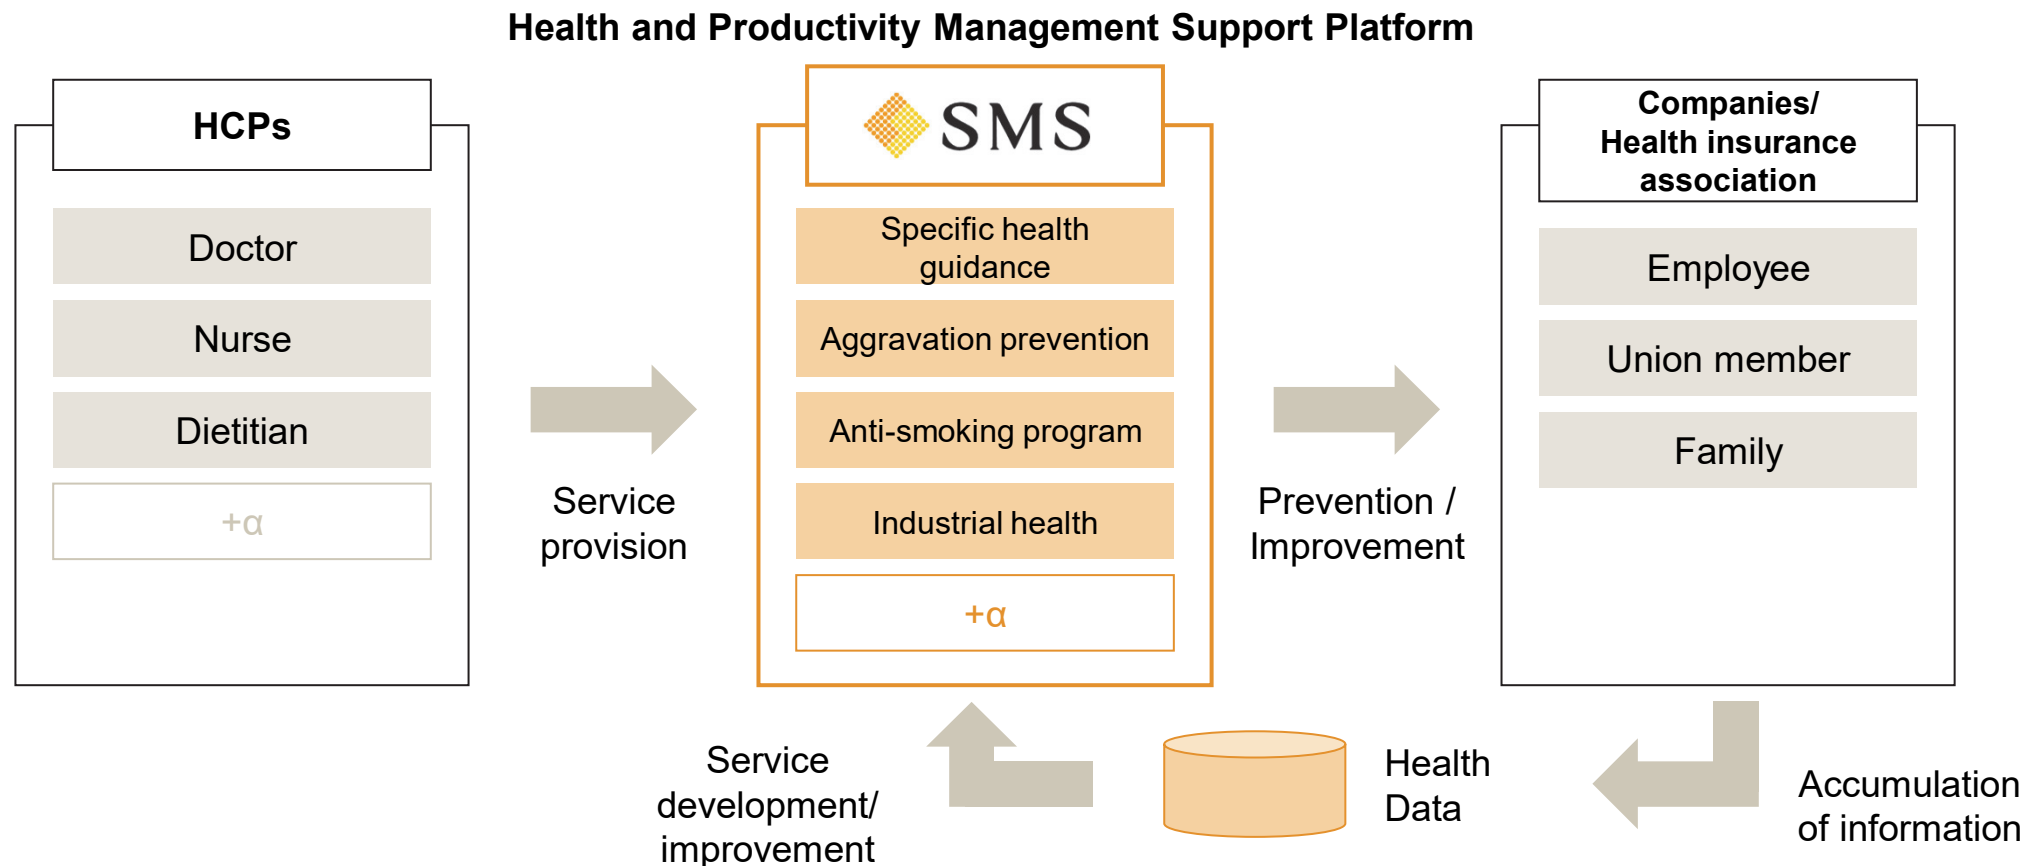 Health and Productivity Management Support Platform
HCPs
Doctor
Nurse
Dietitian
+α
Service
provision
SMS
Specific health
guidance
Aggravation prevention
Anti-smoking program
Industrial health
+α
Prevention /
Improvement
Companies/
Health insurance
association
Employee
Union member
Family
Accumulation
of information
Health
Data
Service
development/
improvement